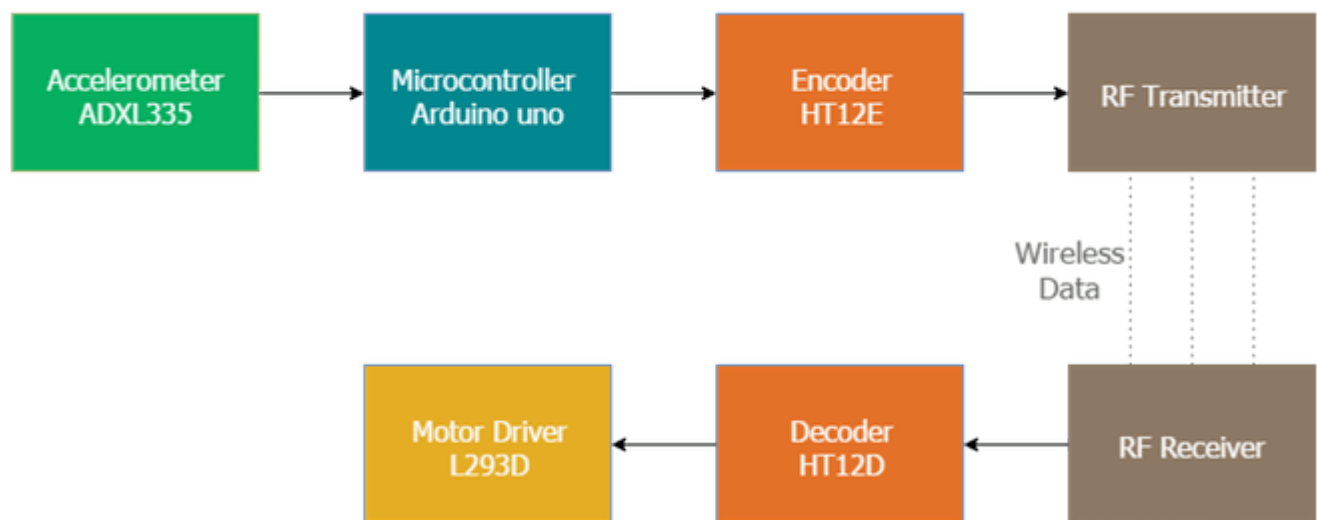 Accelerometer
ADXL335
Microcontroller
Arduino uno
Encoder
HT12E
RF Transmitter
Wireless
Data
Motor Driver
L293D
Decoder
HT12D
RF Receiver